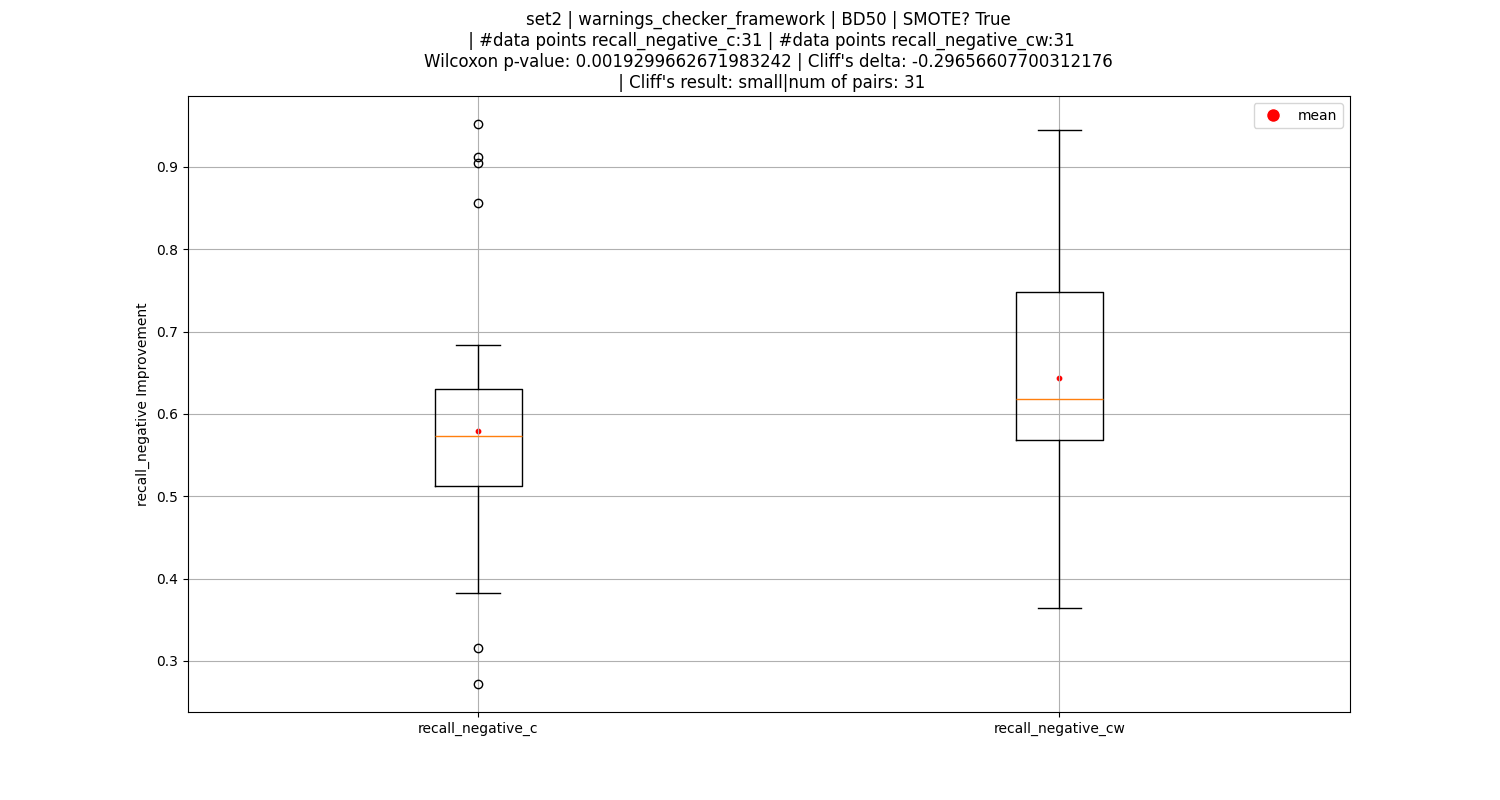 set2 | warnings_checker_framework | BD50 | SMOTE? True
| #data points recall_negative_c:31 | #data points recall_negative_cw:31
Wilcoxon p-value: 0.0019299662671983242 | Cliff's delta: -0.29656607700312176
| Cliff's result: small|num of pairs: 31
mean
0.9
0.8
0.7
0.6
0.5
0.4
0.3
recall_negative Improvement
recall_negative_c
recall_negative_cw